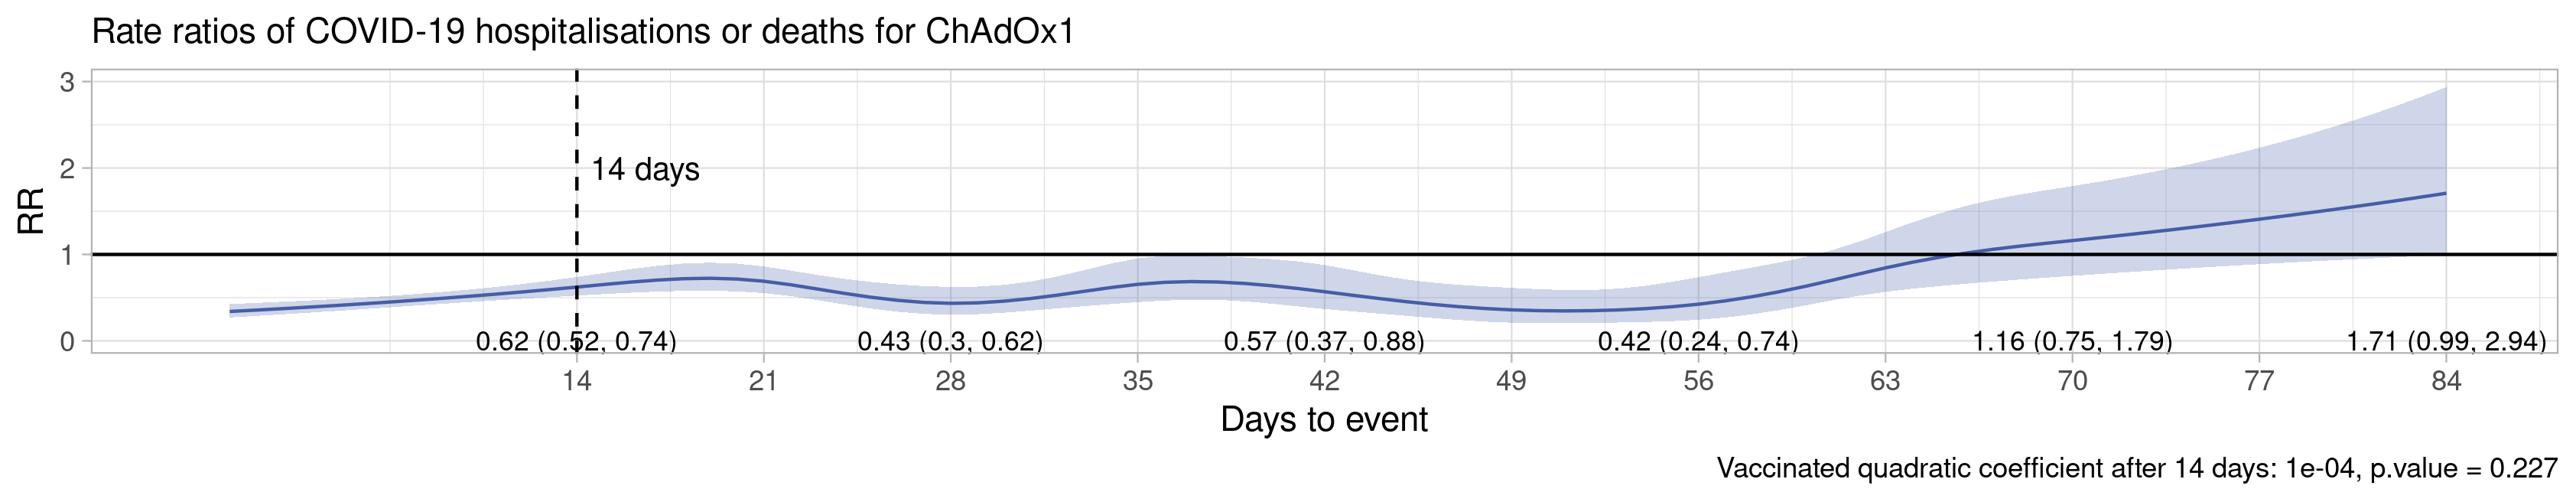 Rate ratios of COVID-19 hospitalisations or deaths for ChAdOx1
3
2
1
0
RR
14 days
0.62 (0.52, 0.74)
0.43 (0.3, 0.62)
0.57 (0.37, 0.88)
0.42 (0.24, 0.74)
1.16 (0.75, 1.79)
1.71 (0.99, 2.94)
14 21 28 35 42 49 56 63 70 77 84
Days to event
Vaccinated quadratic coefficient after 14 days: 1e-04, p.value = 0.227